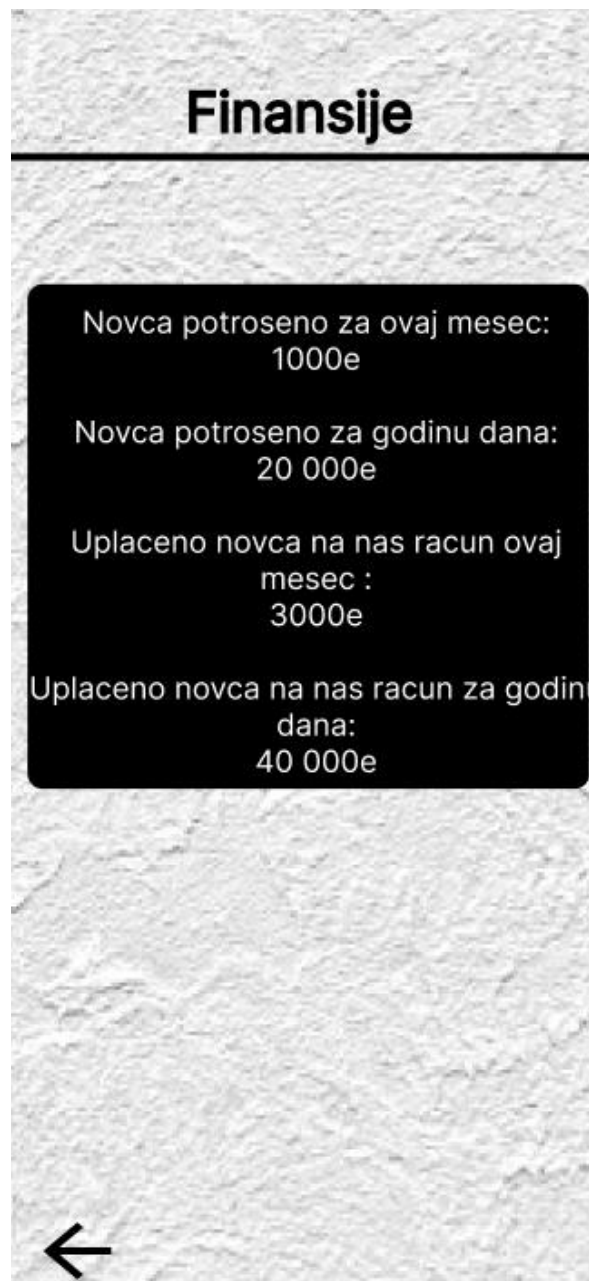 Finansije
Novca potroseno za ovaj mesec:
1000e
Novca potroseno za godinu dana:
20 000e
Uplaceno novca na nas racun ovaj
mesec :
3000e
Uplaceno novca na nas racun za godinu
dana:
40 000e